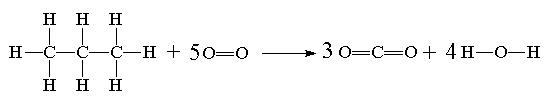 H H H
H—C—C—C—H + 5 O=O ⟶ 3 O=C=O + 4 H—O—H
H H H